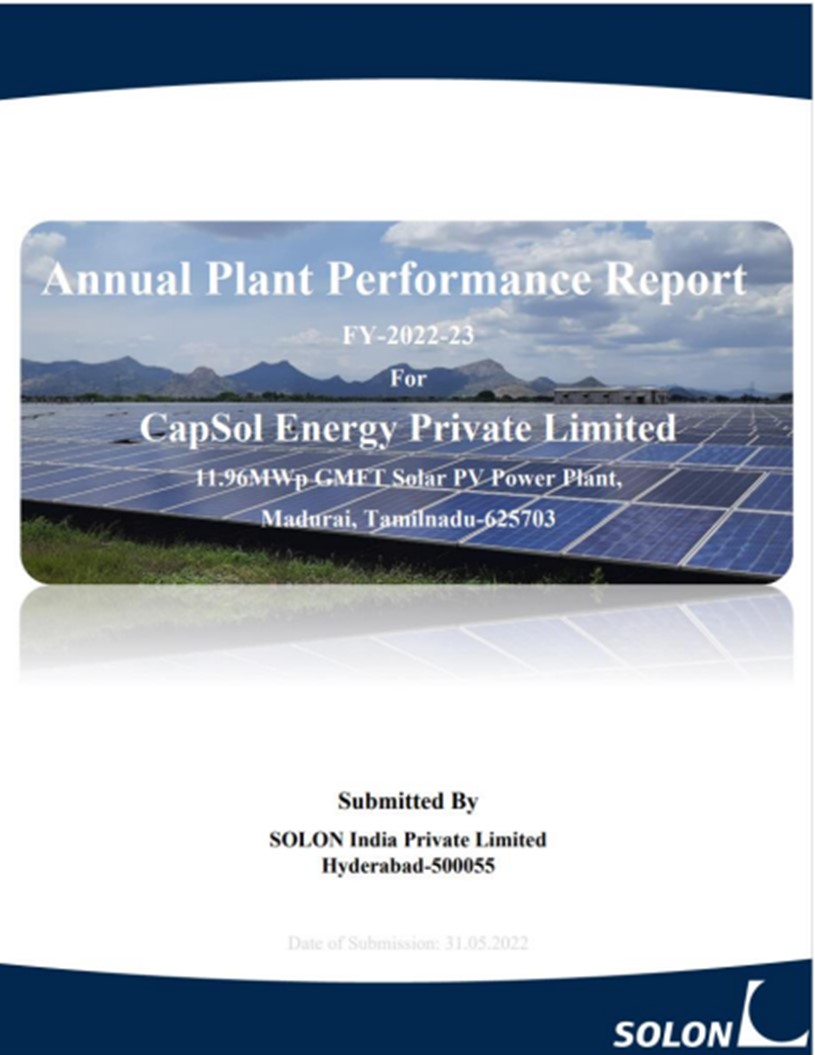 Annual Plant Performance Report
FY-2022-23
For
CapSol Energy Private Limited
11.96MWp GMFT Solar PV Power Plant,
Madurai, Tamilnadu-625703
Submitted By
SOLON India Private Limited
Hyderabad-500055
Date of Submission: 31.05.2022
SOLON